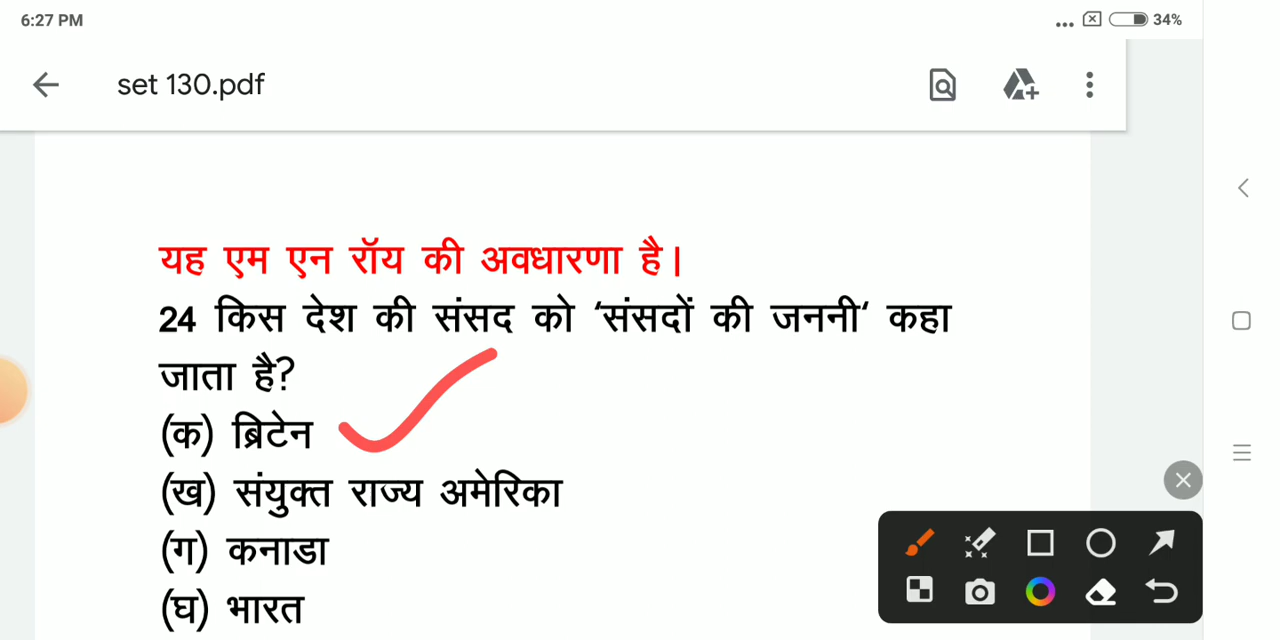 6:27 PM
34%
set 130.pdf
यह एम एन रॉय की अवधारणा है।
24 किस देश की संसद को ‘संसदों की जननी‘ कहा
जाता है?
(क) ब्रिटेन
(ख) संयुक्त राज्य अमेरिका
(ग) कनाडा
(घ) भारत